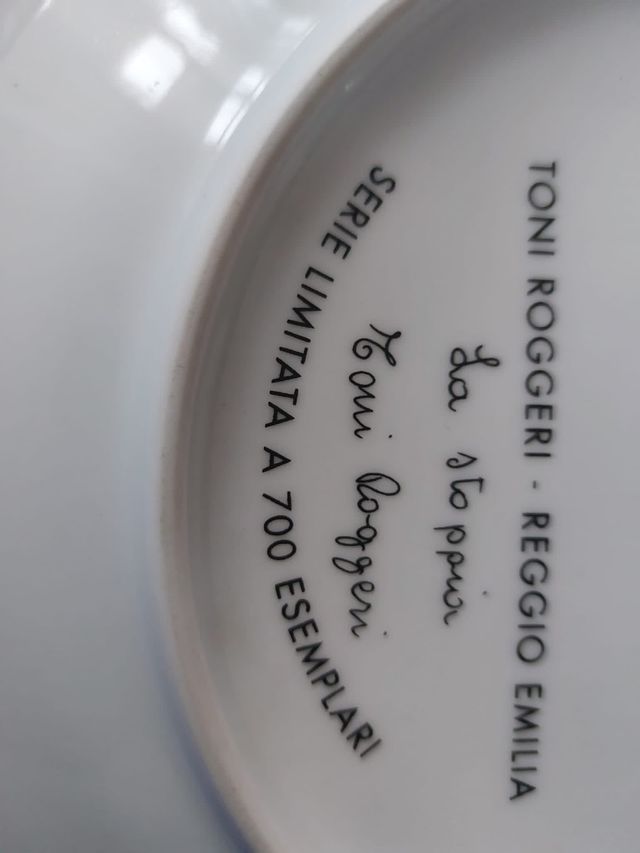 TONI ROGGERI - REGGIO EMILIA
La stoppia
Toni Roggeri
SERIE LIMITATA A 700 ESEMPLARI